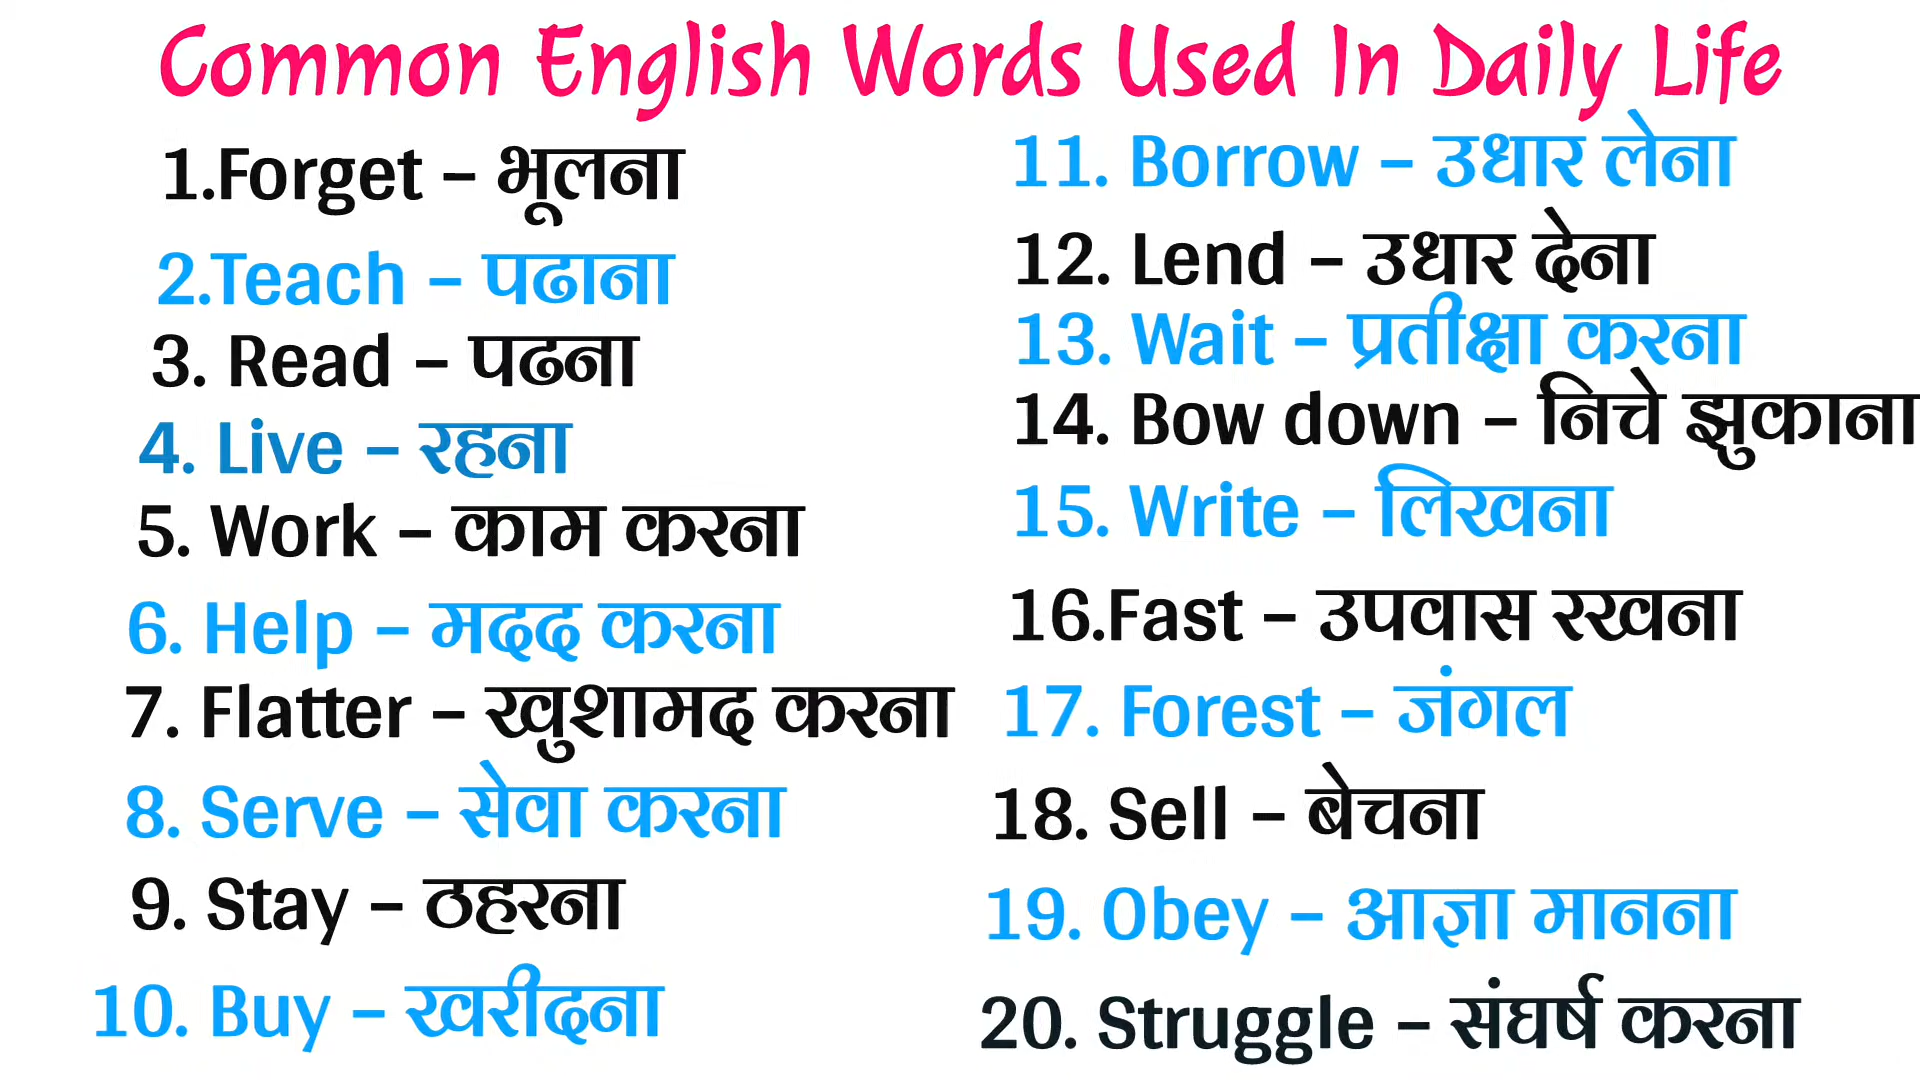 Common English Words Used In Daily Life
1.Forget – भूलना
2.Teach – पढाना
3. Read – पढना
4. Live – रहना
5. Work – काम करना
6. Help – मदद करना
7. Flatter – खुशामद करना
8. Serve – सेवा करना
9. Stay – ठहरना
10. Buy – खरीदना
11. Borrow – उधार लेना
12. Lend – उधार देना
13. Wait – प्रतीक्षा करना
14. Bow down – निचे झुकाना
15. Write – लिखना
16.Fast – उपवास रखना
17. Forest – जंगल
18. Sell – बेचना
19. Obey – आज्ञा मानना
20. Struggle – संघर्ष करना